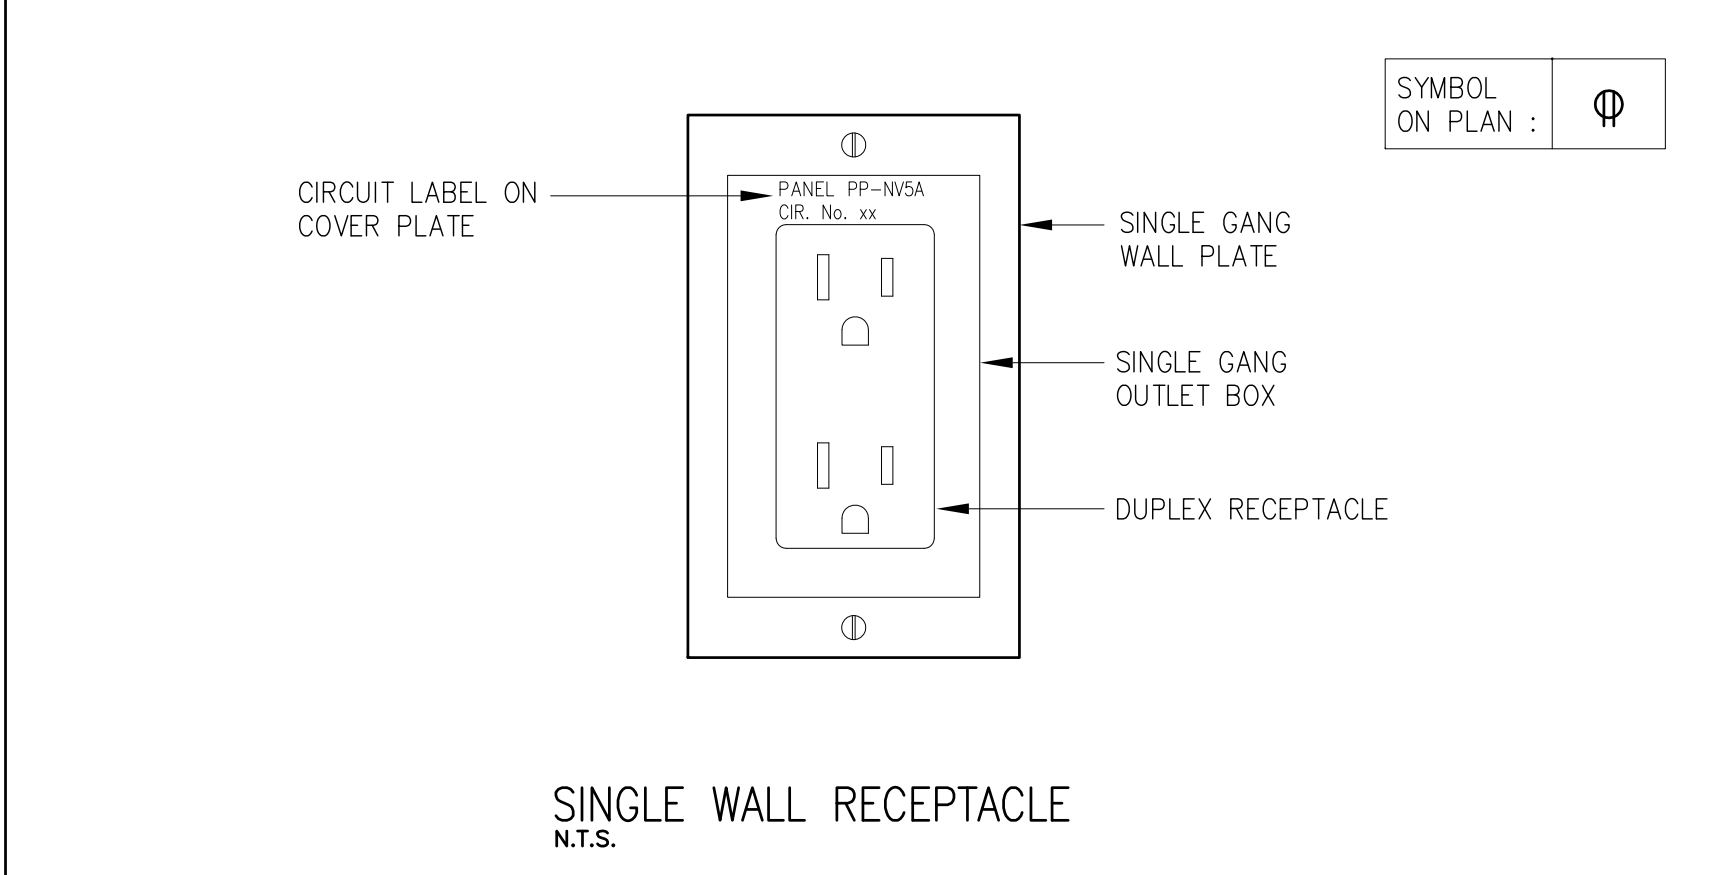 SYMBOL
ON PLAN :
CIRCUIT LABEL ON
COVER PLATE
PANEL PP-NV5A
CIR. No. xx
SINGLE GANG
WALL PLATE
SINGLE GANG
OUTLET BOX
DUPLEX RECEPTACLE
SINGLE WALL RECEPTACLE
N.T.S.